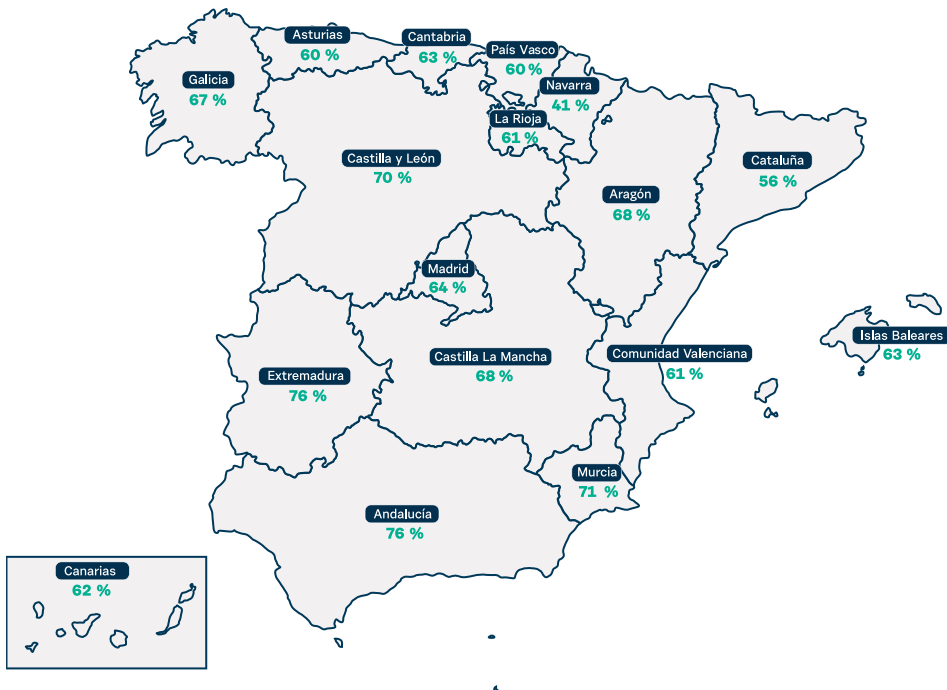 Asturias
60 %
Cantabria
63 %
País Vasco
60 %
Galicia
67 %
Navarra
41 %
La Rioja
61 %
Castilla y León
70 %
Cataluña
56 %
Aragón
68 %
Madrid
64 %
Islas Baleares
63 %
Castilla La Mancha
68 %
Comunidad Valenciana
61 %
Extremadura
76 %
Murcia
71 %
Andalucía
76 %
Canarias
62 %